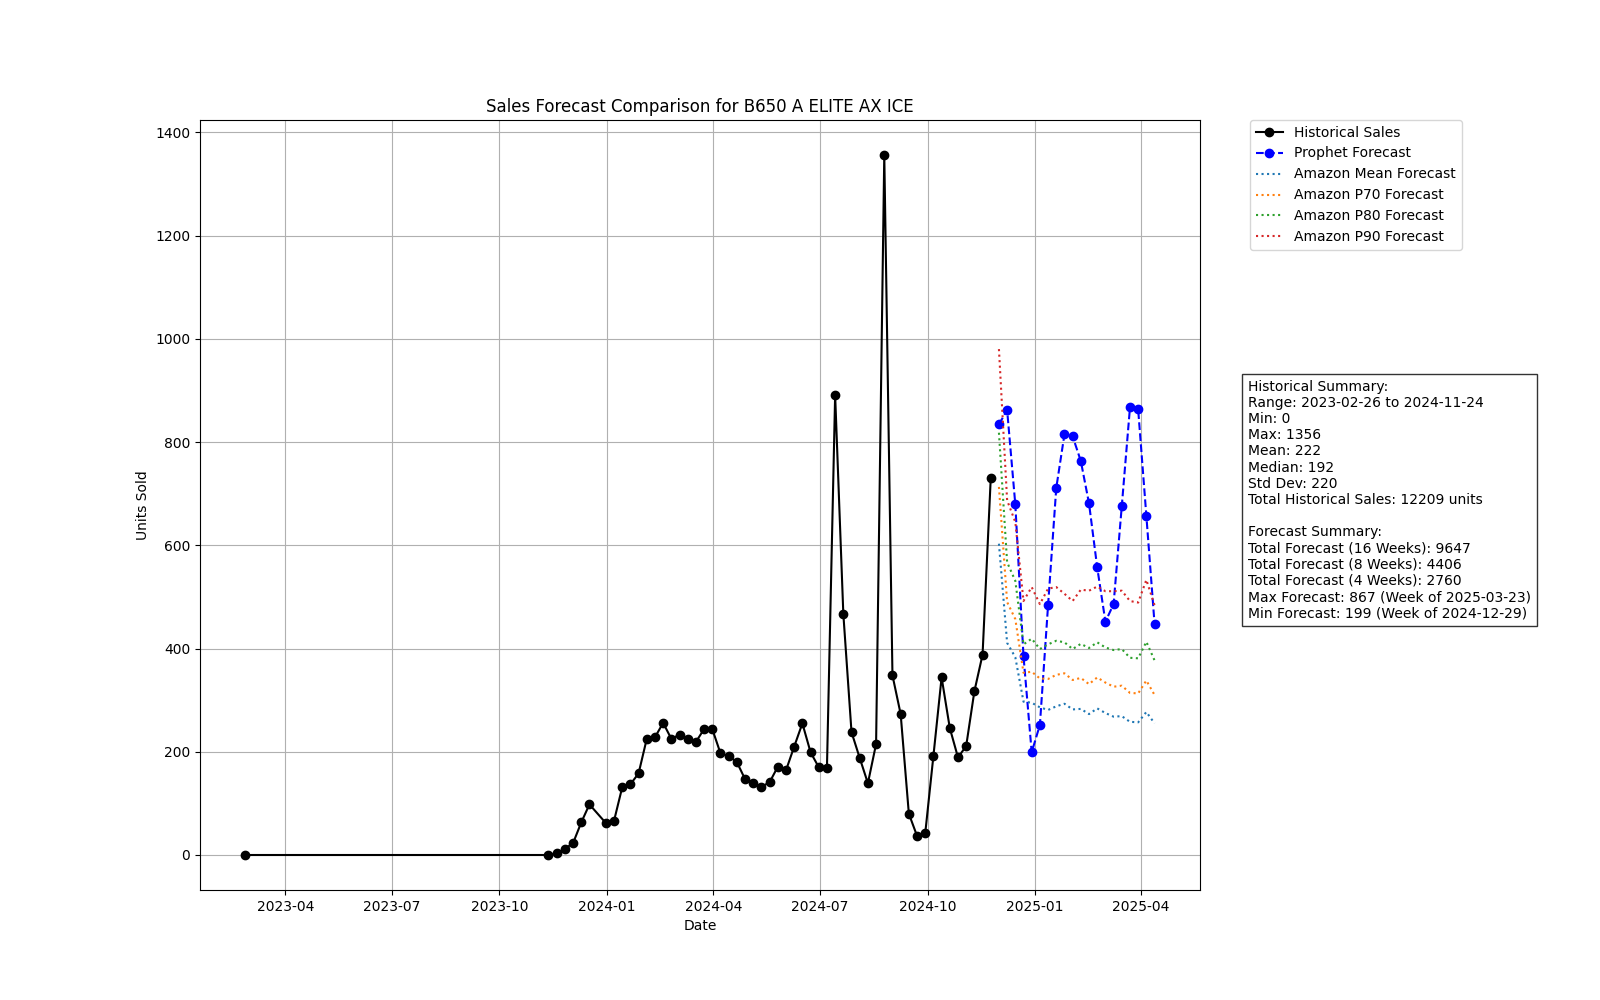 Sales Forecast Comparison for B650 A ELITE AX ICE
1400
1200
1000
800
600
400
200
0
Units Sold
2023-04
2023-07
2023-10
2024-01
2024-04
2024-07
2024-10
2025-01
2025-04
Date
Historical Sales
Prophet Forecast
Amazon Mean Forecast
Amazon P70 Forecast
Amazon P80 Forecast
Amazon P90 Forecast
Historical Summary:
Range: 2023-02-26 to 2024-11-24
Min: 0
Max: 1356
Mean: 222
Median: 192
Std Dev: 220
Total Historical Sales: 12209 units
Forecast Summary:
Total Forecast (16 Weeks): 9647
Total Forecast (8 Weeks): 4406
Total Forecast (4 Weeks): 2760
Max Forecast: 867 (Week of 2025-03-23)
Min Forecast: 199 (Week of 2024-12-29)